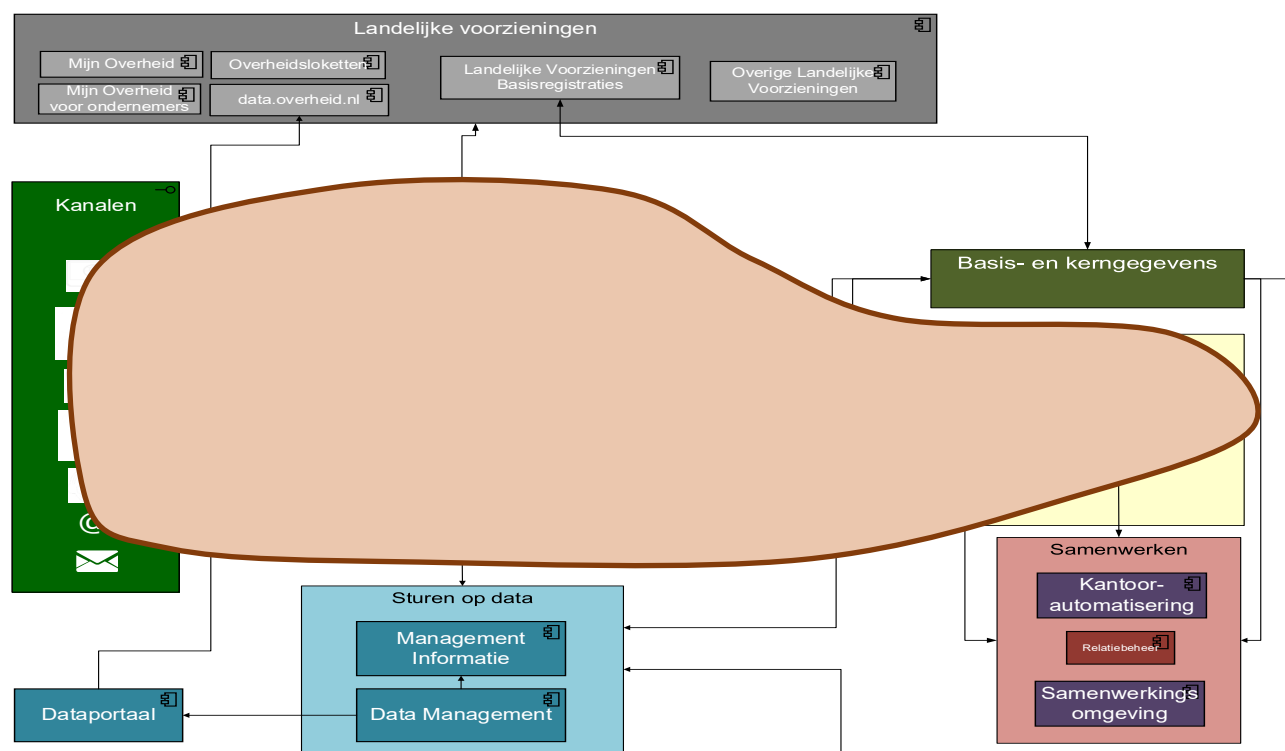 Landelijke voorzieningen
Mijn Overheid
Overheidsloketten
Landelijke Voorzieningen
Basisregistraties
Overige Landelijke
Voorzieningen
Mijn Overheid
voor ondernemers
data.overheid.nl
Kanalen
@
Basis- en kerngegevens
Sturen op data
Management
Informatie
Data Management
Dataportaal
Samenwerken
Kantoor-
automatisering
Relatiebeheer
Samenwerkings
omgeving